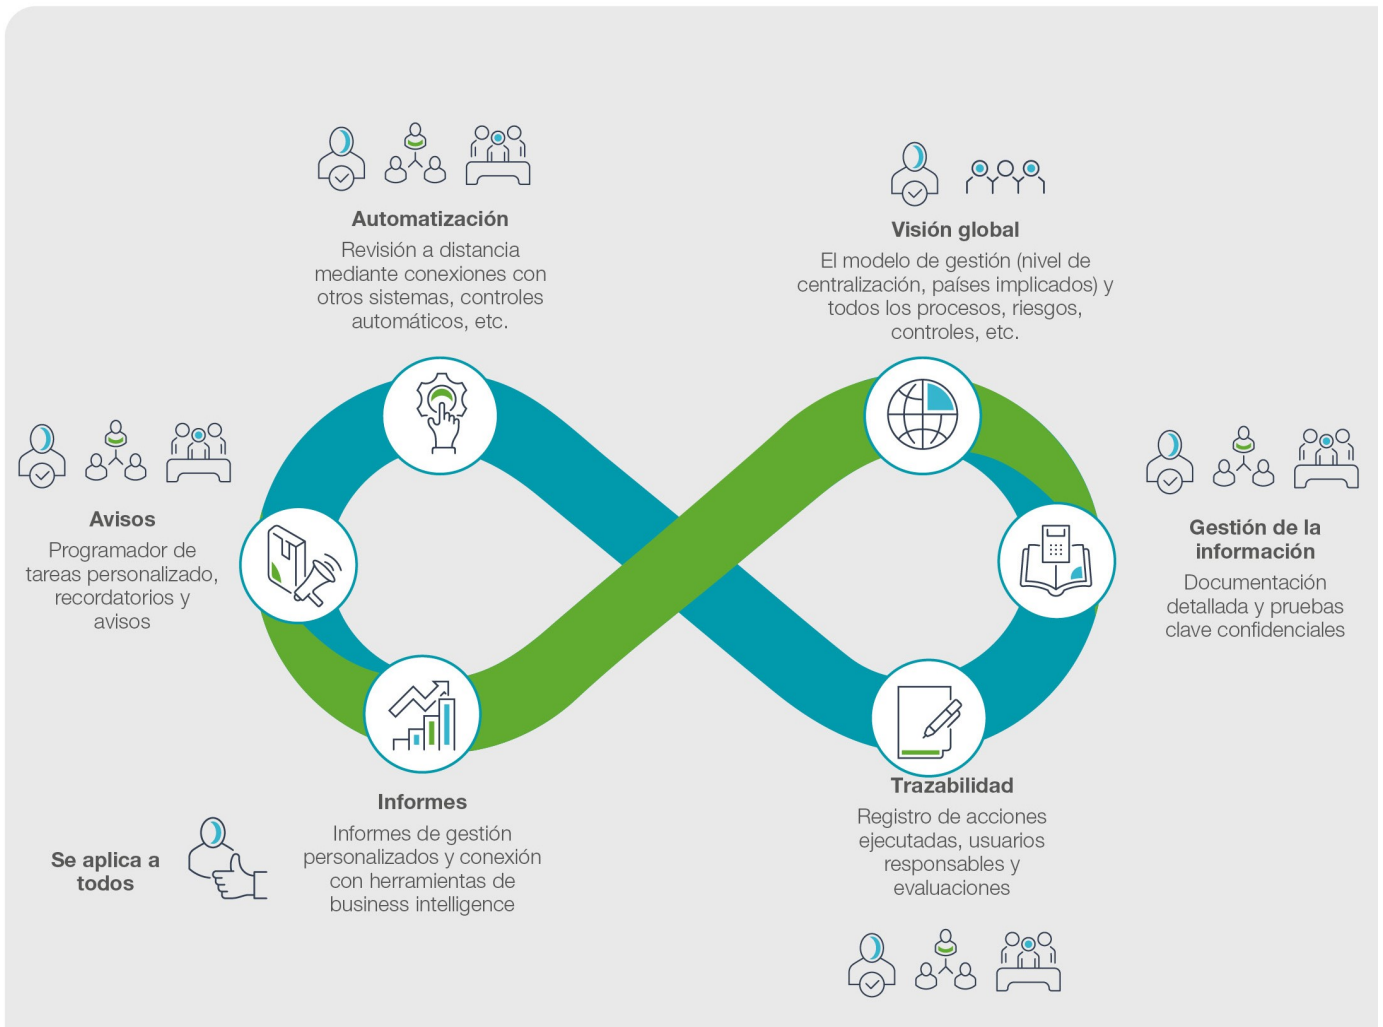 Automatización
Revisión a distancia
mediante conexiones con
otros sistemas, controles
automáticos, etc.
Visión global
El modelo de gestión (nivel de
centralización, países implicados) y
todos los procesos, riesgos,
controles, etc.
Avisos
Programador de
tareas personalizado,
recordatorios y
avisos
Gestión de la
información
Documentación
detallada y pruebas
clave confidenciales
Informes
Informes de gestión
personalizados y conexión
con herramientas de
business intelligence
Trazabilidad
Registro de acciones
ejecutadas, usuarios
responsables y
evaluaciones
Se aplica a
todos